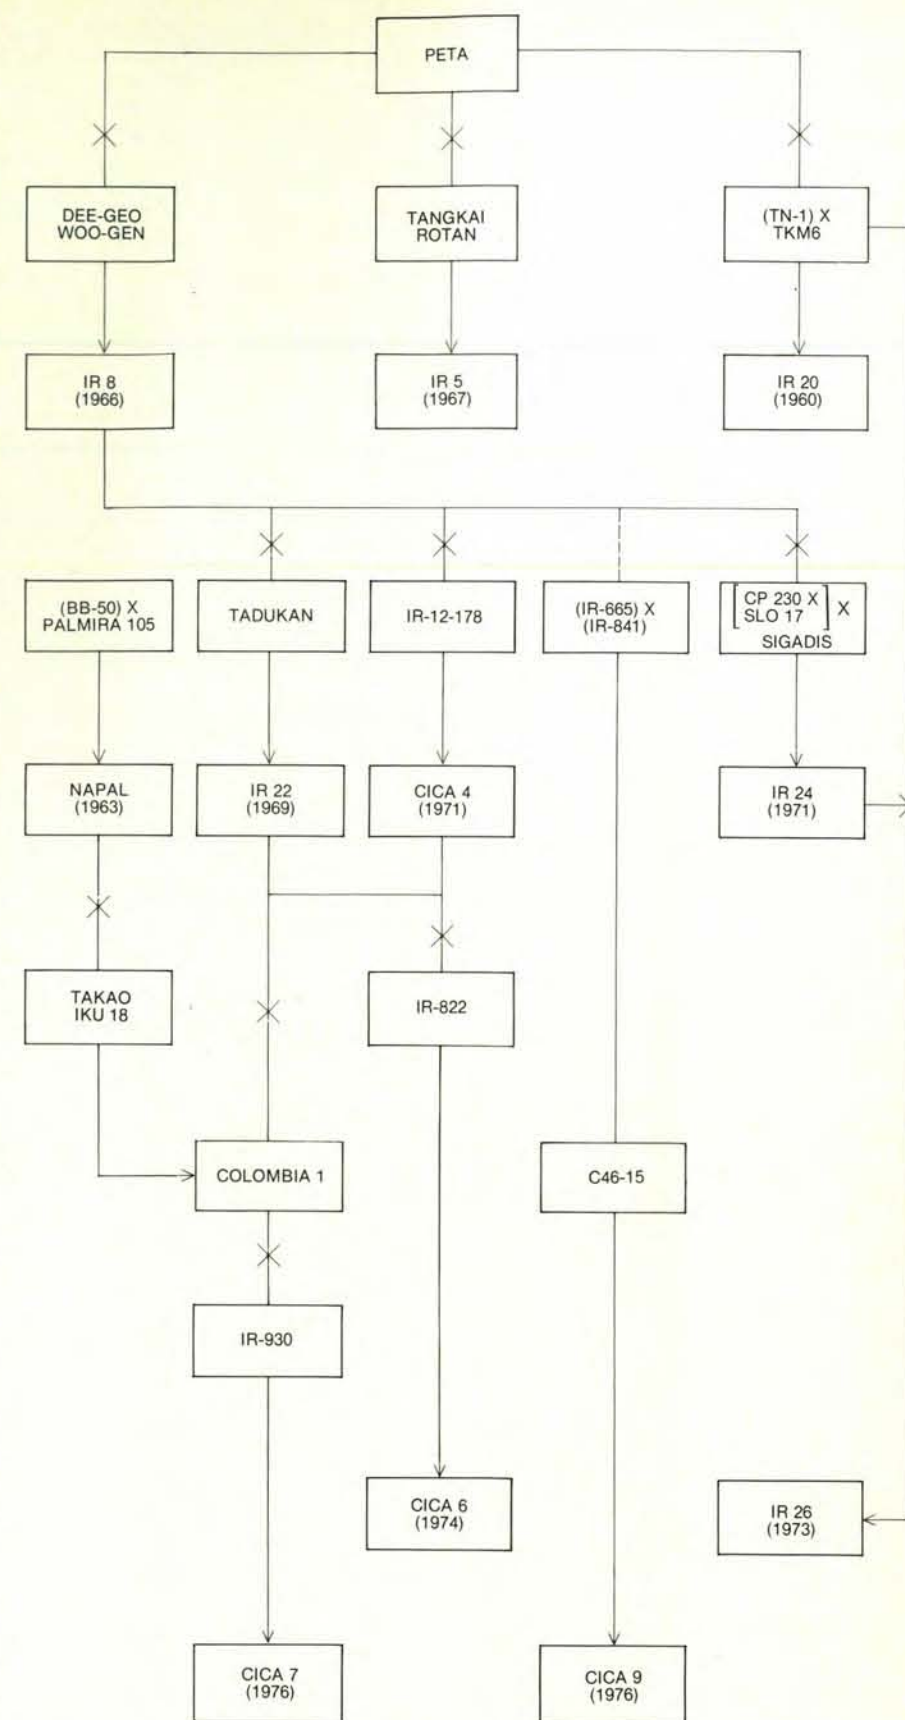 PETA
DEE-GEO
WOO-GEN
TANGKAI
ROTAN
(TN-1) X
TKM6
IR 8
(1966)
IR 5
(1967)
IR 20
(1960)
(BB-50) X
PALMIRA 105
TADUKAN
IR-12-178
(IR-665) X
(IR-841)
[CP 230 X
SLO 17] X
SIGADIS
NAPAL
(1963)
IR 22
(1969)
CICA 4
(1971)
IR 24
(1971)
TAKAO
IKU 18
IR-822
COLOMBIA 1
C46-15
IR-930
CICA 6
(1974)
IR 26
(1973)
CICA 7
(1976)
CICA 9
(1976)